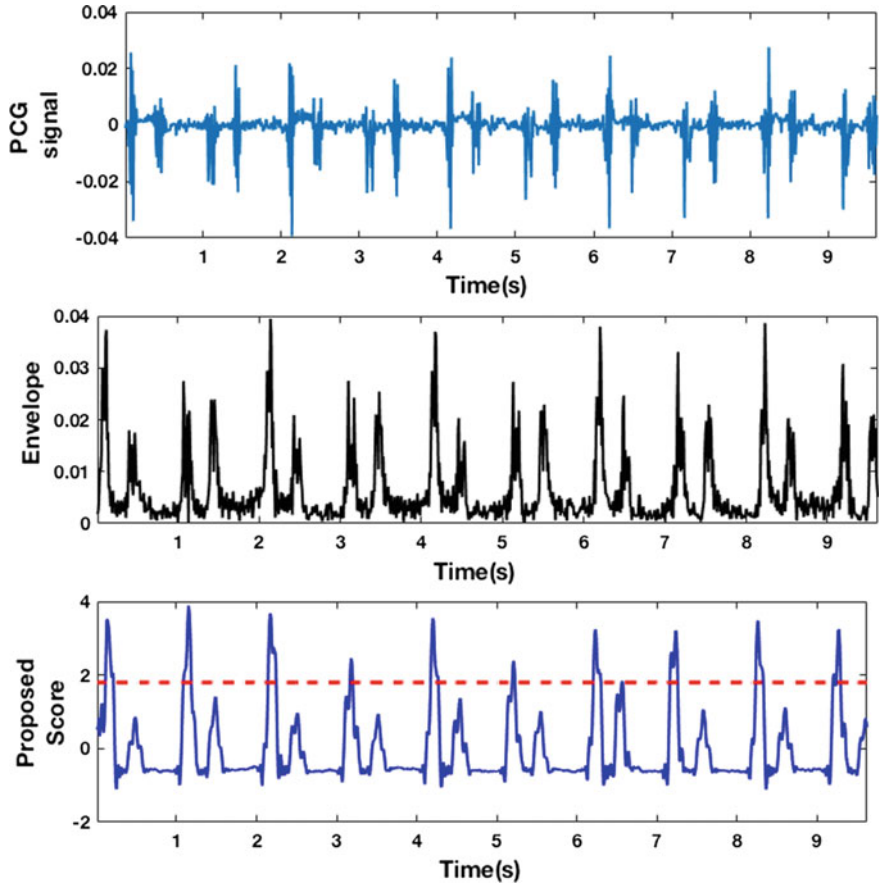 0.04
0.02
0
-0.02
-0.04
PCG
signal
1 2 3 4 5 6 7 8 9
Time(s)
0.04
0.03
0.02
0.01
0
Envelope
1 2 3 4 5 6 7 8 9
Time(s)
4
2
0
-2
Proposed
Score
1 2 3 4 5 6 7 8 9
Time(s)